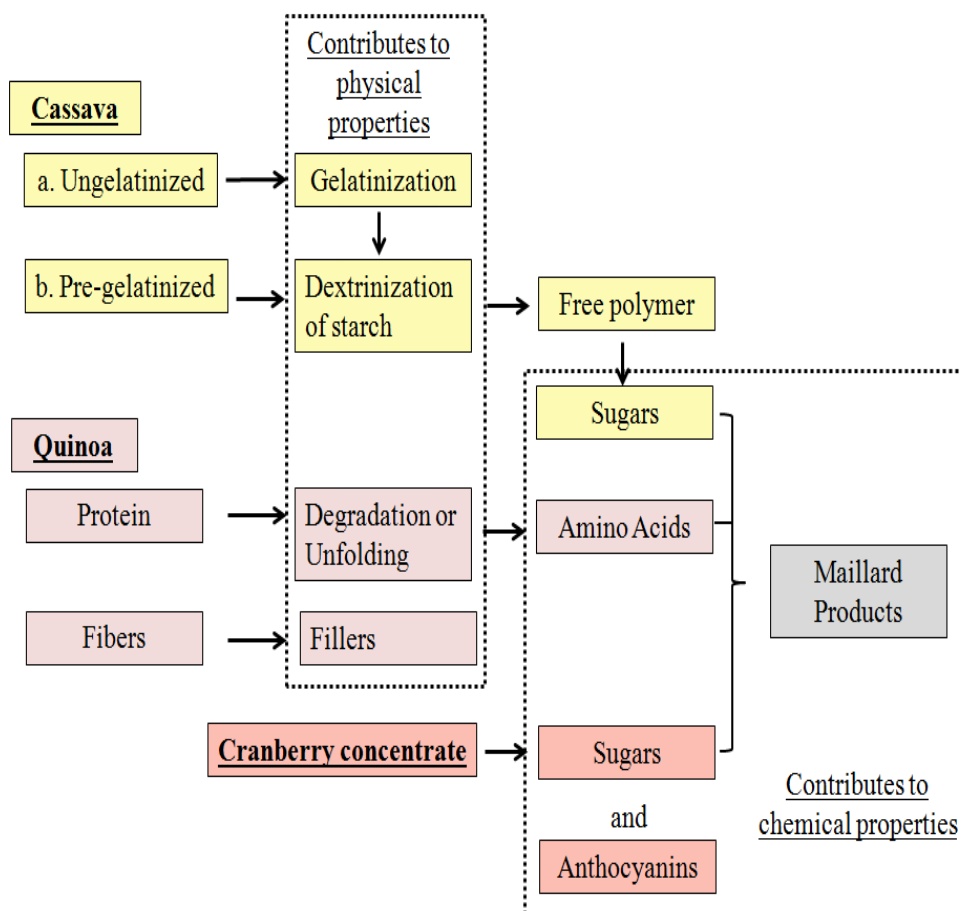 Contributes to
physical
properties
Cassava
a. Ungelatinized
Gelatinization
b. Pre-gelatinized
Dextrinization
of starch
Free polymer
Sugars
Quinoa
Protein
Degradation or
Unfolding
Amino Acids
Maillard
Products
Fibers
Fillers
Cranberry concentrate
Sugars
and
Anthocyanins
Contributes to
chemical properties